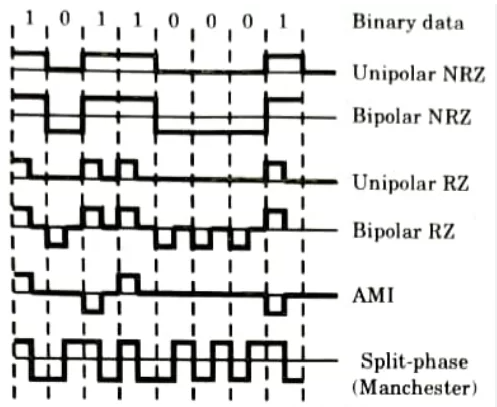 1 0 1 1 0 0 0 1 Binary data
Unipolar NRZ
Bipolar NRZ
Unipolar RZ
Bipolar RZ
AMI
Split-phase
(Manchester)